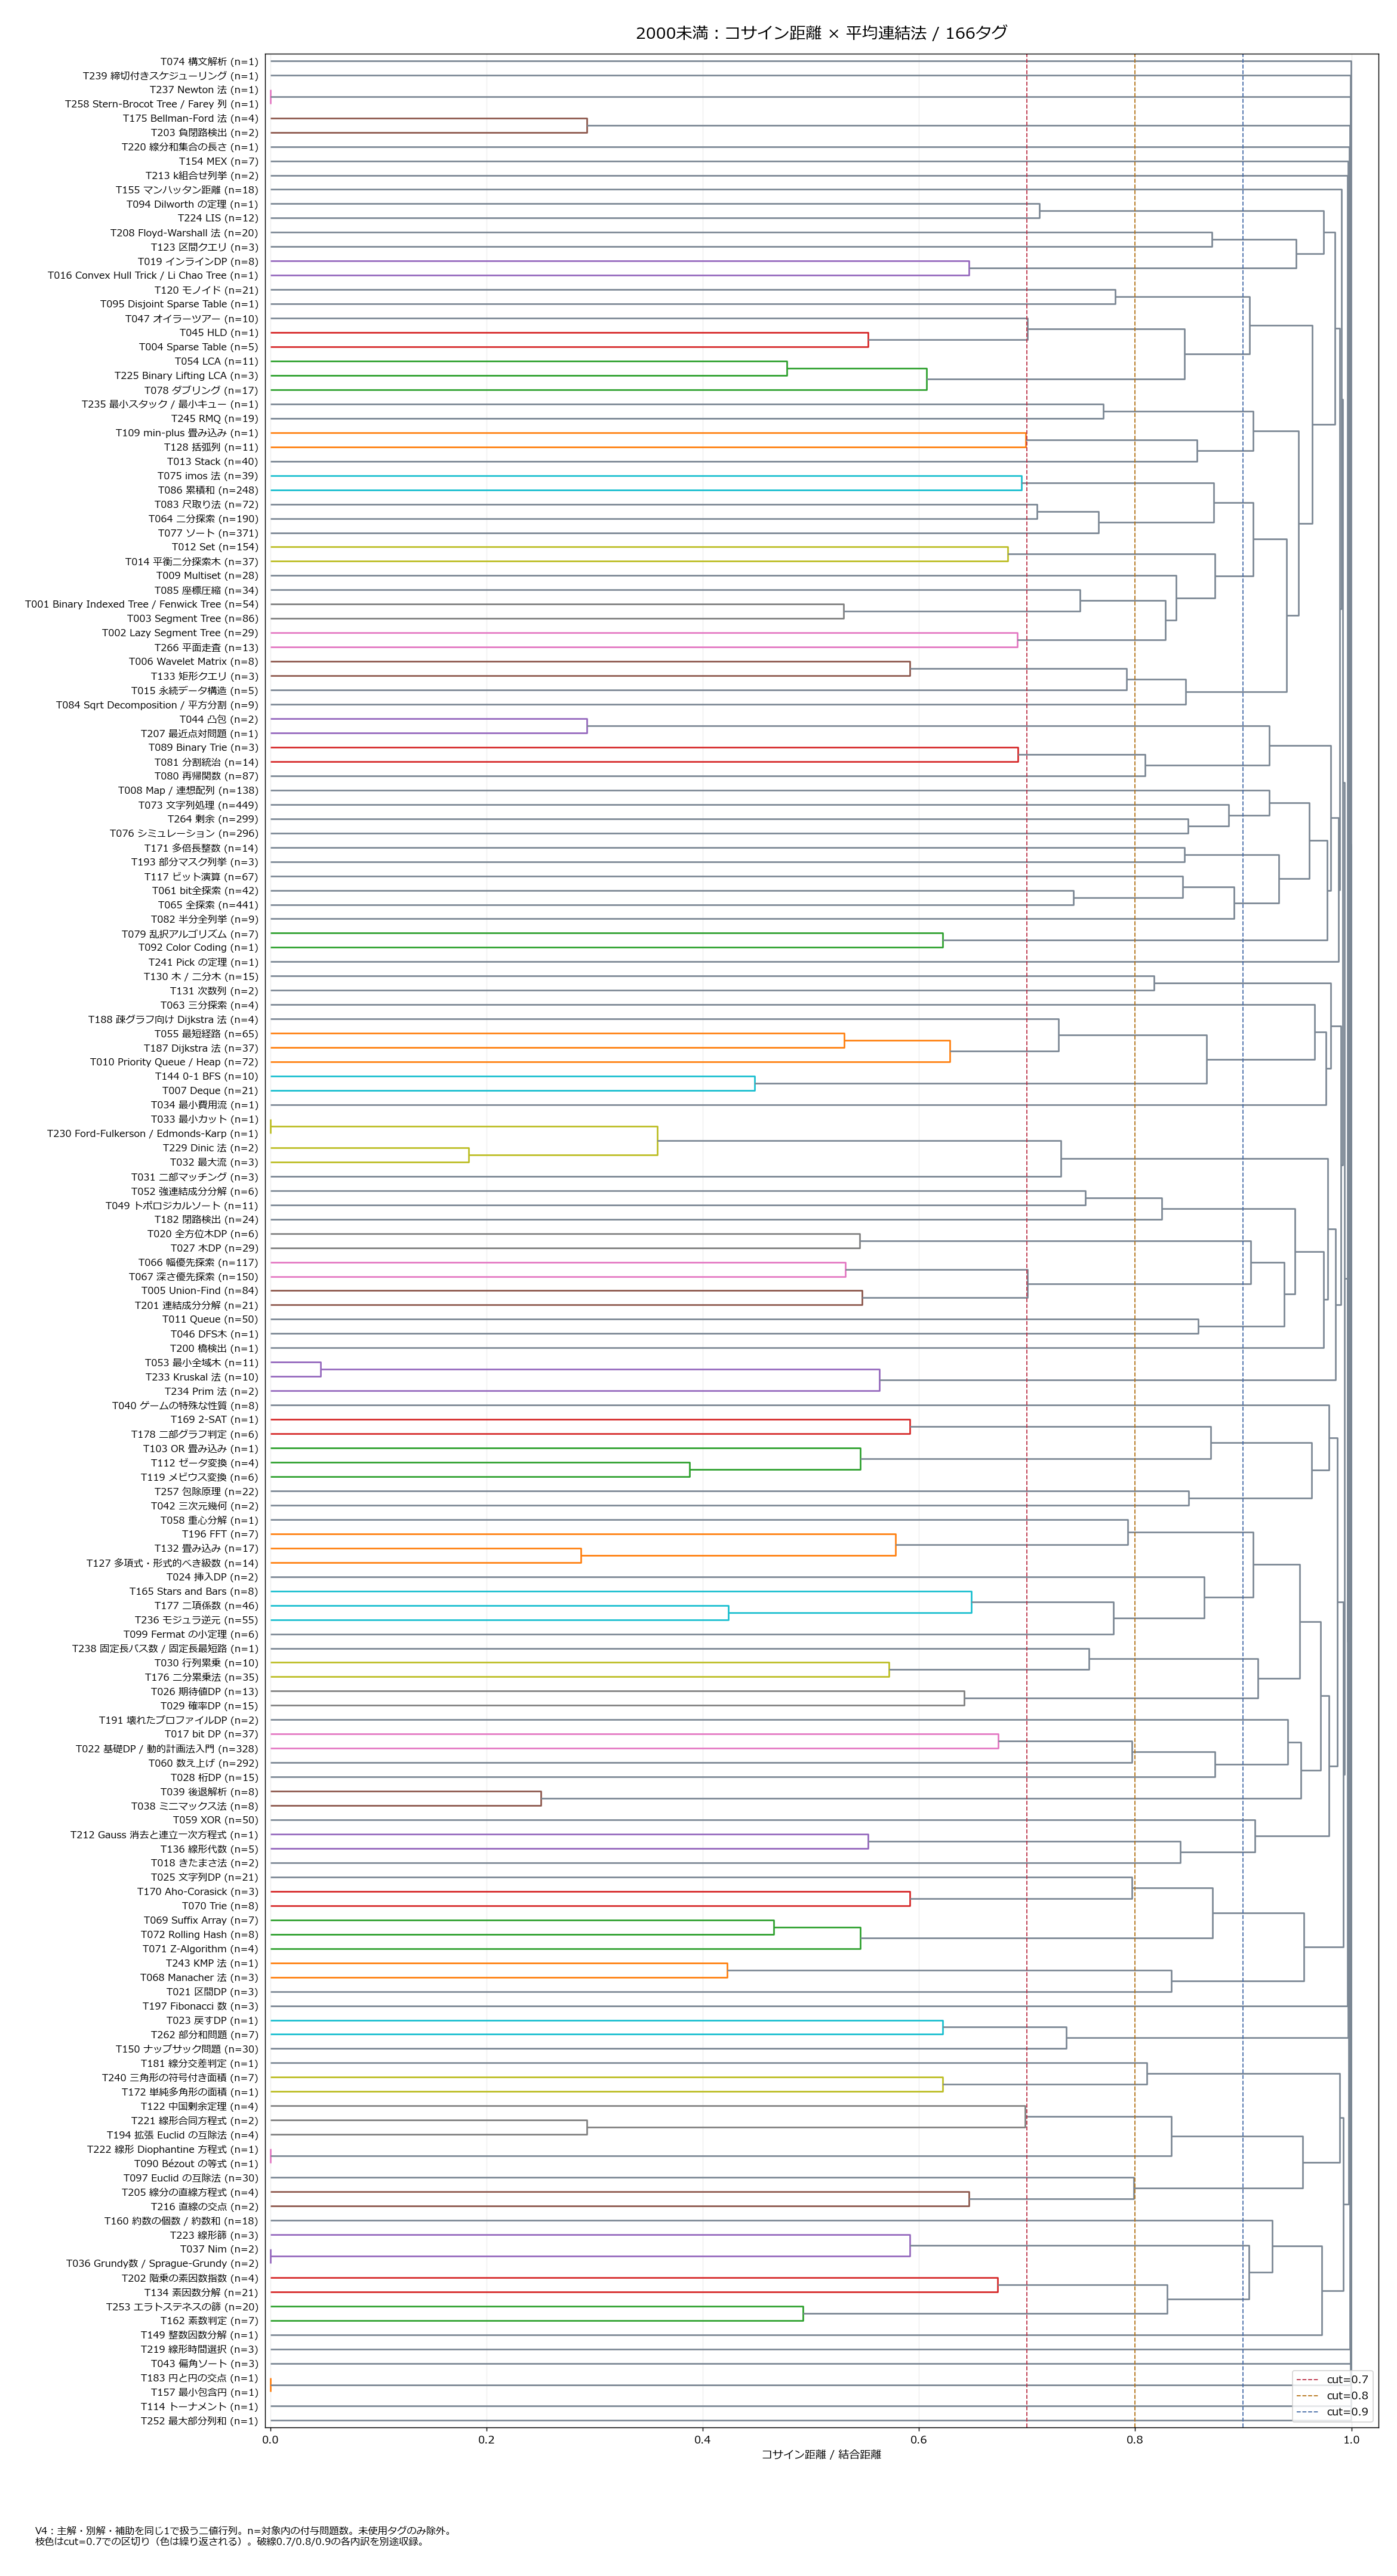 2000未満：コサイン距離 × 平均連結法 / 166タグ
T074 構文解析 (n=1)
T239 締切付きスケジューリング (n=1)
T237 Newton 法 (n=1)
T258 Stern-Brocot Tree / Farey 列 (n=1)
T175 Bellman-Ford 法 (n=4)
T203 負閉路検出 (n=2)
T220 線分和集合の長さ (n=1)
T154 MEX (n=7)
T213 k組合せ列挙 (n=2)
T155 マンハッタン距離 (n=18)
T094 Dilworth の定理 (n=1)
T224 LIS (n=12)
T208 Floyd-Warshall 法 (n=20)
T123 区間クエリ (n=3)
T019 インラインDP (n=8)
T016 Convex Hull Trick / Li Chao Tree (n=1)
T120 モノイド (n=21)
T095 Disjoint Sparse Table (n=1)
T047 オイラーツアー (n=10)
T045 HLD (n=1)
T004 Sparse Table (n=5)
T054 LCA (n=11)
T225 Binary Lifting LCA (n=3)
T078 ダブリング (n=17)
T235 最小スタック / 最小キュー (n=1)
T245 RMQ (n=19)
T109 min-plus 畳み込み (n=1)
T128 括弧列 (n=11)
T013 Stack (n=40)
T075 imos 法 (n=39)
T086 累積和 (n=248)
T083 尺取り法 (n=72)
T064 二分探索 (n=190)
T077 ソート (n=371)
T012 Set (n=154)
T014 平衡二分探索木 (n=37)
T009 Multiset (n=28)
T085 座標圧縮 (n=34)
T001 Binary Indexed Tree / Fenwick Tree (n=54)
T003 Segment Tree (n=86)
T002 Lazy Segment Tree (n=29)
T266 平面走査 (n=13)
T006 Wavelet Matrix (n=8)
T133 矩形クエリ (n=3)
T015 永続データ構造 (n=5)
T084 Sqrt Decomposition / 平方分割 (n=9)
T044 凸包 (n=2)
T207 最近点対問題 (n=1)
T089 Binary Trie (n=3)
T081 分割統治 (n=14)
T080 再帰関数 (n=87)
T008 Map / 連想配列 (n=138)
T073 文字列処理 (n=449)
T264 剰余 (n=299)
T076 シミュレーション (n=296)
T171 多倍長整数 (n=14)
T193 部分マスク列挙 (n=3)
T117 ビット演算 (n=67)
T061 bit全探索 (n=42)
T065 全探索 (n=441)
T082 半分全列挙 (n=9)
T079 乱択アルゴリズム (n=7)
T092 Color Coding (n=1)
T241 Pick の定理 (n=1)
T130 木 / 二分木 (n=15)
T131 次数列 (n=2)
T063 三分探索 (n=4)
T188 疎グラフ向け Dijkstra 法 (n=4)
T055 最短経路 (n=65)
T187 Dijkstra 法 (n=37)
T010 Priority Queue / Heap (n=72)
T144 0-1 BFS (n=10)
T007 Deque (n=21)
T034 最小費用流 (n=1)
T033 最小カット (n=1)
T230 Ford-Fulkerson / Edmonds-Karp (n=1)
T229 Dinic 法 (n=2)
T032 最大流 (n=3)
T031 二部マッチング (n=3)
T052 強連結成分分解 (n=6)
T049 トポロジカルソート (n=11)
T182 閉路検出 (n=24)
T020 全方位木DP (n=6)
T027 木DP (n=29)
T066 幅優先探索 (n=117)
T067 深さ優先探索 (n=150)
T005 Union-Find (n=84)
T201 連結成分分解 (n=21)
T011 Queue (n=50)
T046 DFS木 (n=1)
T200 橋検出 (n=1)
T053 最小全域木 (n=11)
T233 Kruskal 法 (n=10)
T234 Prim 法 (n=2)
T040 ゲームの特殊な性質 (n=8)
T169 2-SAT (n=1)
T178 二部グラフ判定 (n=6)
T103 OR 畳み込み (n=1)
T112 ゼータ変換 (n=4)
T119 メビウス変換 (n=6)
T257 包除原理 (n=22)
T042 三次元幾何 (n=2)
T058 重心分解 (n=1)
T196 FFT (n=7)
T132 畳み込み (n=17)
T127 多項式・形式的べき級数 (n=14)
T024 挿入DP (n=2)
T165 Stars and Bars (n=8)
T177 二項係数 (n=46)
T236 モジュラ逆元 (n=55)
T099 Fermat の小定理 (n=6)
T238 固定長パス数 / 固定長最短路 (n=1)
T030 行列累乗 (n=10)
T176 二分累乗法 (n=35)
T026 期待値DP (n=13)
T029 確率DP (n=15)
T191 壊れたプロファイルDP (n=2)
T017 bit DP (n=37)
T022 基礎DP / 動的計画法入門 (n=328)
T060 数え上げ (n=292)
T028 桁DP (n=15)
T039 後退解析 (n=8)
T038 ミニマックス法 (n=8)
T059 XOR (n=50)
T212 Gauss 消去と連立一次方程式 (n=1)
T136 線形代数 (n=5)
T018 きたまさ法 (n=2)
T025 文字列DP (n=21)
T170 Aho-Corasick (n=3)
T070 Trie (n=8)
T069 Suffix Array (n=7)
T072 Rolling Hash (n=8)
T071 Z-Algorithm (n=4)
T243 KMP 法 (n=1)
T068 Manacher 法 (n=3)
T021 区間DP (n=3)
T197 Fibonacci 数 (n=3)
T023 戻すDP (n=1)
T262 部分和問題 (n=7)
T150 ナップサック問題 (n=30)
T181 線分交差判定 (n=1)
T240 三角形の符号付き面積 (n=7)
T172 単純多角形の面積 (n=1)
T122 中国剰余定理 (n=4)
T221 線形合同方程式 (n=2)
T194 拡張 Euclid の互除法 (n=4)
T222 線形 Diophantine 方程式 (n=1)
T090 Bézout の等式 (n=1)
T097 Euclid の互除法 (n=30)
T205 線分の直線方程式 (n=4)
T216 直線の交点 (n=2)
T160 約数の個数 / 約数和 (n=18)
T223 線形篩 (n=3)
T037 Nim (n=2)
T036 Grundy数 / Sprague-Grundy (n=2)
T202 階乗の素因数指数 (n=4)
T134 素因数分解 (n=21)
T253 エラトステネスの篩 (n=20)
T162 素数判定 (n=7)
T149 整数因数分解 (n=1)
T219 線形時間選択 (n=3)
T043 偏角ソート (n=3)
T183 円と円の交点 (n=1)
T157 最小包含円 (n=1)
T114 トーナメント (n=1)
T252 最大部分列和 (n=1)
cut=0.7
cut=0.8
cut=0.9
0.0 0.2 0.4 0.6 0.8 1.0
コサイン距離 / 結合距離
V4：主解・別解・補助を同じ1で扱う二値行列。n=対象内の付与問題数。未使用タグのみ除外。
枝色はcut=0.7での区切り（色は繰り返される）。破線0.7/0.8/0.9の各内訳を別途収録。